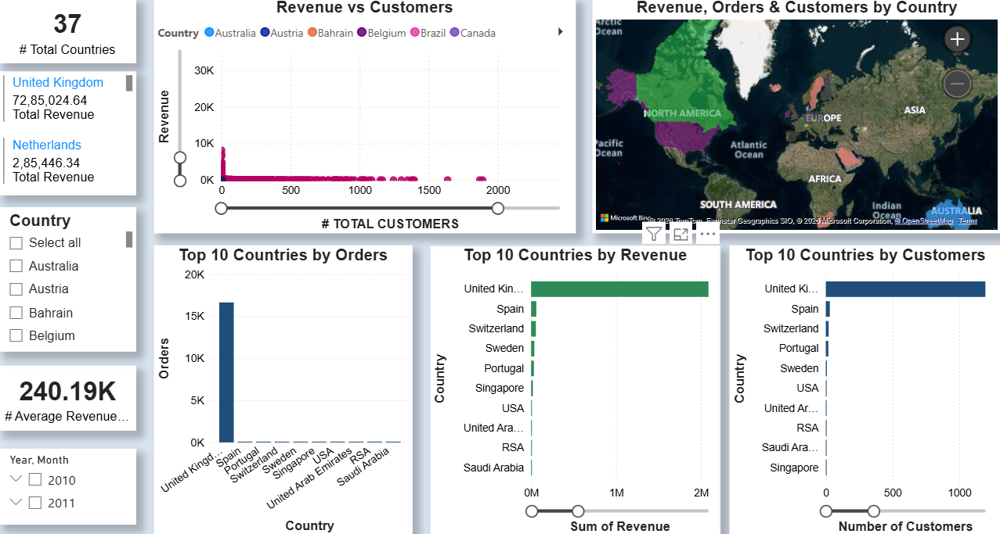 37
# Total Countries
United Kingdom
72,85,024.64
Total Revenue
Netherlands
2,85,446.34
Total Revenue
Country
Select all
Australia
Austria
Bahrain
Belgium
240.19K
# Average Revenue…
Year, Month
2010
2011
Revenue vs Customers
Country Australia Austria Bahrain Belgium Brazil Canada
Revenue
30K
20K
10K
0K
0 500 1000 1500 2000
# TOTAL CUSTOMERS
Revenue, Orders & Customers by Country
Arctic
Ocean
Ocean
NORTH AMERICA
EUROPE
ASIA
Pacific
Ocean
Atlantic
Ocean
AFRICA
SOUTH AMERICA
Indian
Ocean
AUSTRALIA
Microsoft Bing
© 2026 TomTom, Earthstar Geographics SIO, © 2026 Microsoft Corporation, © OpenStreetMap Terms
Top 10 Countries by Orders
Orders
20K
15K
10K
5K
0K
United Kingd…
Spain
Portugal
Switzerland
Sweden
Singapore
USA
United Arab Emirates
RSA
Saudi Arabia
Country
Top 10 Countries by Revenue
Country
United Kin…
Spain
Switzerland
Sweden
Portugal
Singapore
USA
United Ara…
RSA
Saudi Arabia
0M 1M 2M
Sum of Revenue
Top 10 Countries by Customers
Country
United Ki…
Spain
Switzerland
Portugal
Sweden
USA
United Ar…
RSA
Saudi Ara…
Singapore
0 500 1000
Number of Customers